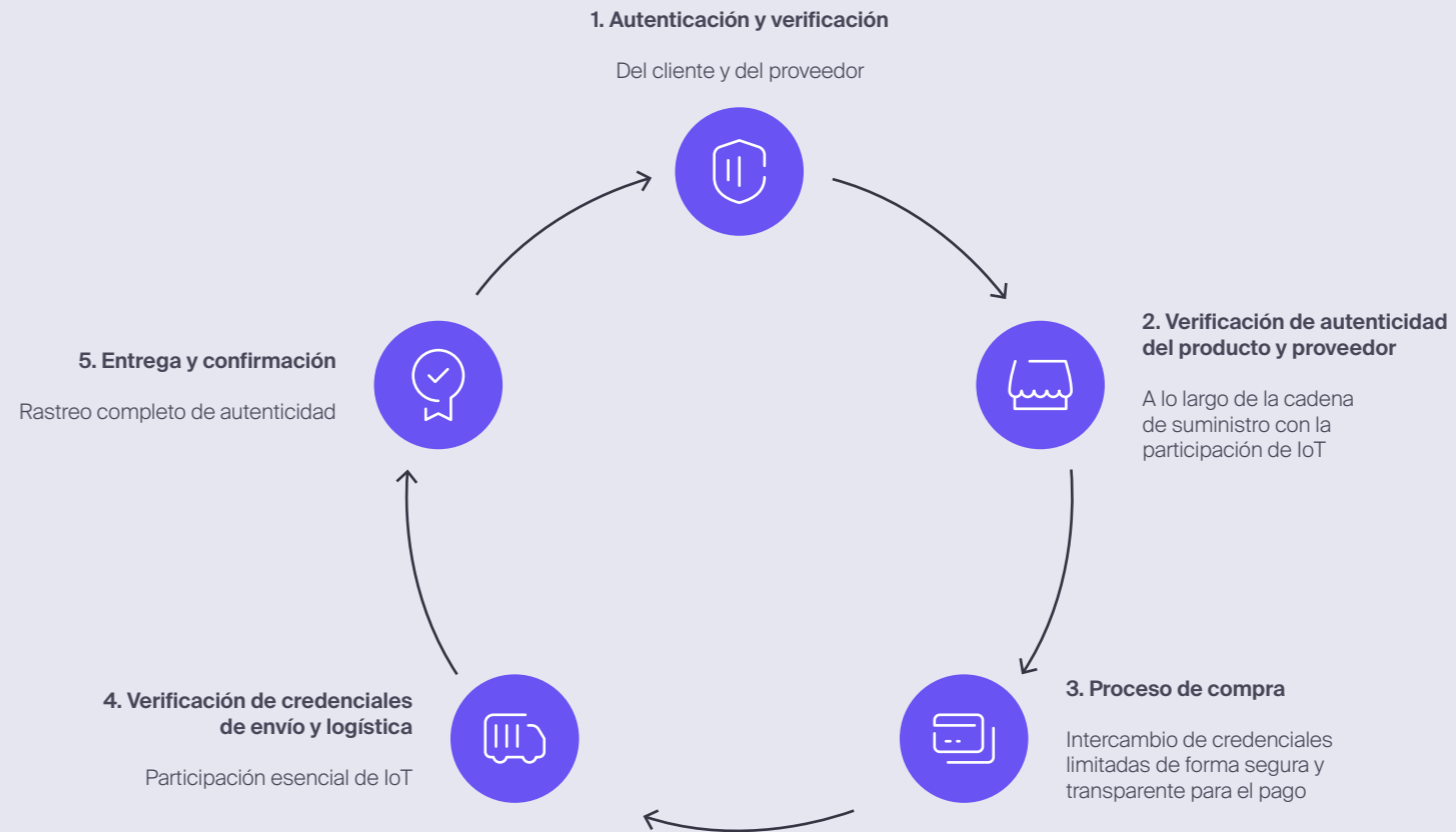 1. Autenticación y verificación
Del cliente y del proveedor
2. Verificación de autenticidad
del producto y proveedor
A lo largo de la cadena
de suministro con la
participación de IoT
3. Proceso de compra
Intercambio de credenciales
limitadas de forma segura y
transparente para el pago
4. Verificación de credenciales
de envío y logística
Participación esencial de IoT
5. Entrega y confirmación
Rastreo completo de autenticidad